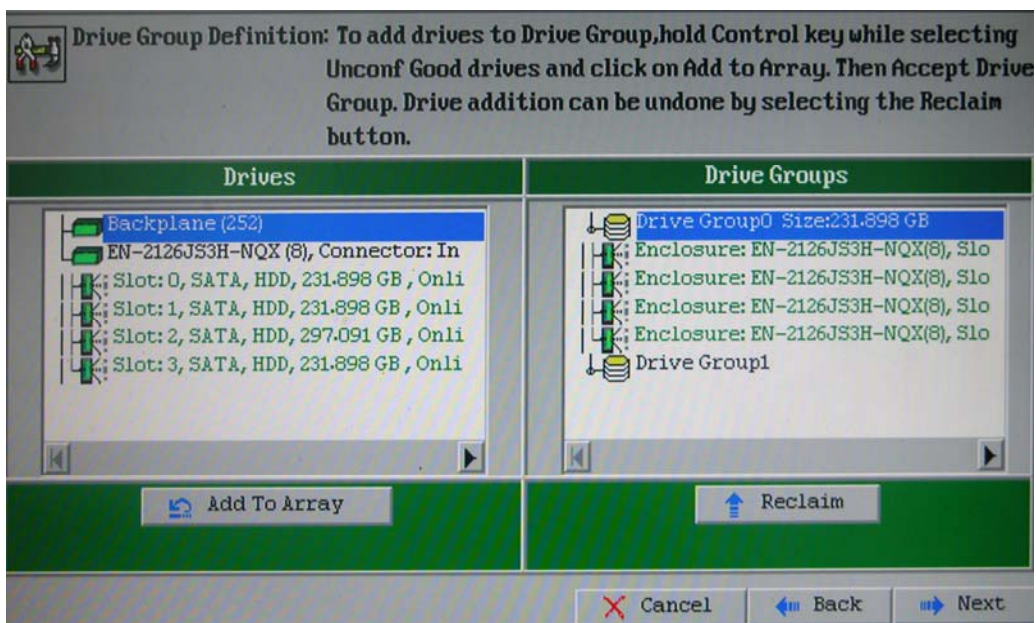 Drive Group Definition: To add drives to Drive Group,hold Control key while selecting
Unconf Good drives and click on Add to Array. Then Accept Drive
Group. Drive addition can be undone by selecting the Reclaim
button.
Drives
Backplane (252)
EN-2126JS3H-NQX (8), Connector: In
Slot: 0, SATA, HDD, 231.898 GB , Onli
Slot: 1, SATA, HDD, 231.898 GB , Onli
Slot: 2, SATA, HDD, 297.091 GB , Onli
Slot: 3, SATA, HDD, 231.898 GB , Onli
Add To Array
Drive Groups
Drive Group0 Size:231.898 GB
Enclosure: EN-2126JS3H-NQX(8), Slo
Enclosure: EN-2126JS3H-NQX(8), Slo
Enclosure: EN-2126JS3H-NQX(8), Slo
Enclosure: EN-2126JS3H-NQX(8), Slo
Drive Group1
Reclaim
Cancel
Back
Next